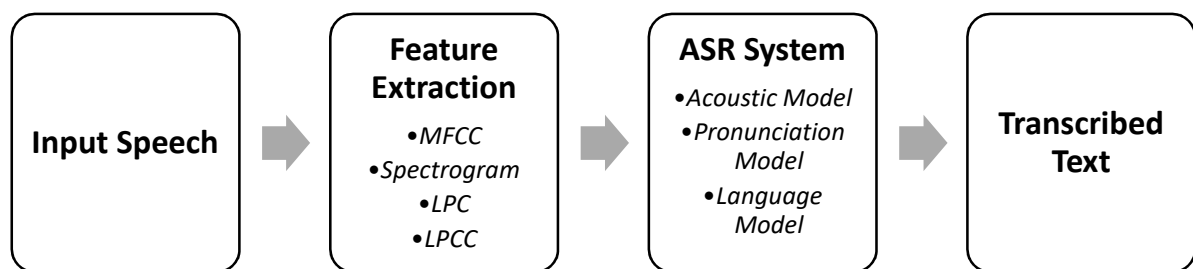 Input Speech
Feature
Extraction
•MFCC
•Spectrogram
•LPC
•LPCC
ASR System
•Acoustic Model
•Pronunciation
Model
•Language
Model
Transcribed
Text